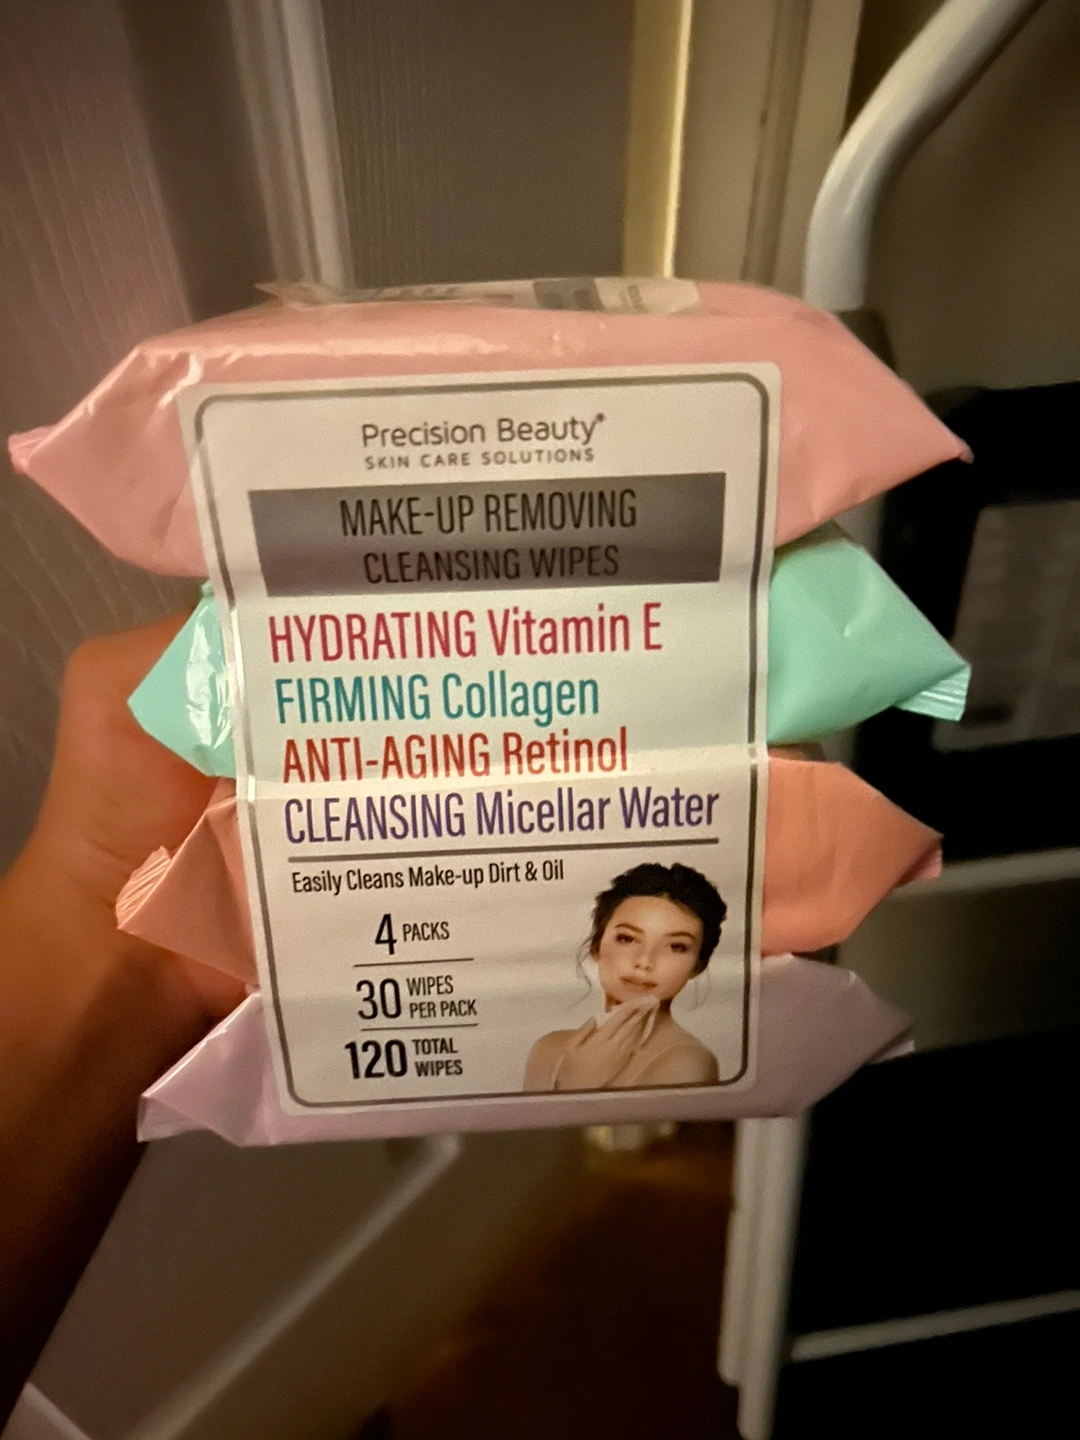 Precision Beauty®
SKIN CARE SOLUTIONS
MAKE-UP REMOVING
CLEANSING WIPES
HYDRATING Vitamin E
FIRMING Collagen
ANTI-AGING Retinol
CLEANSING Micellar Water
Easily Cleans Make-up Dirt & Oil
4 PACKS
30 WIPES
PER PACK
120 TOTAL
WIPES